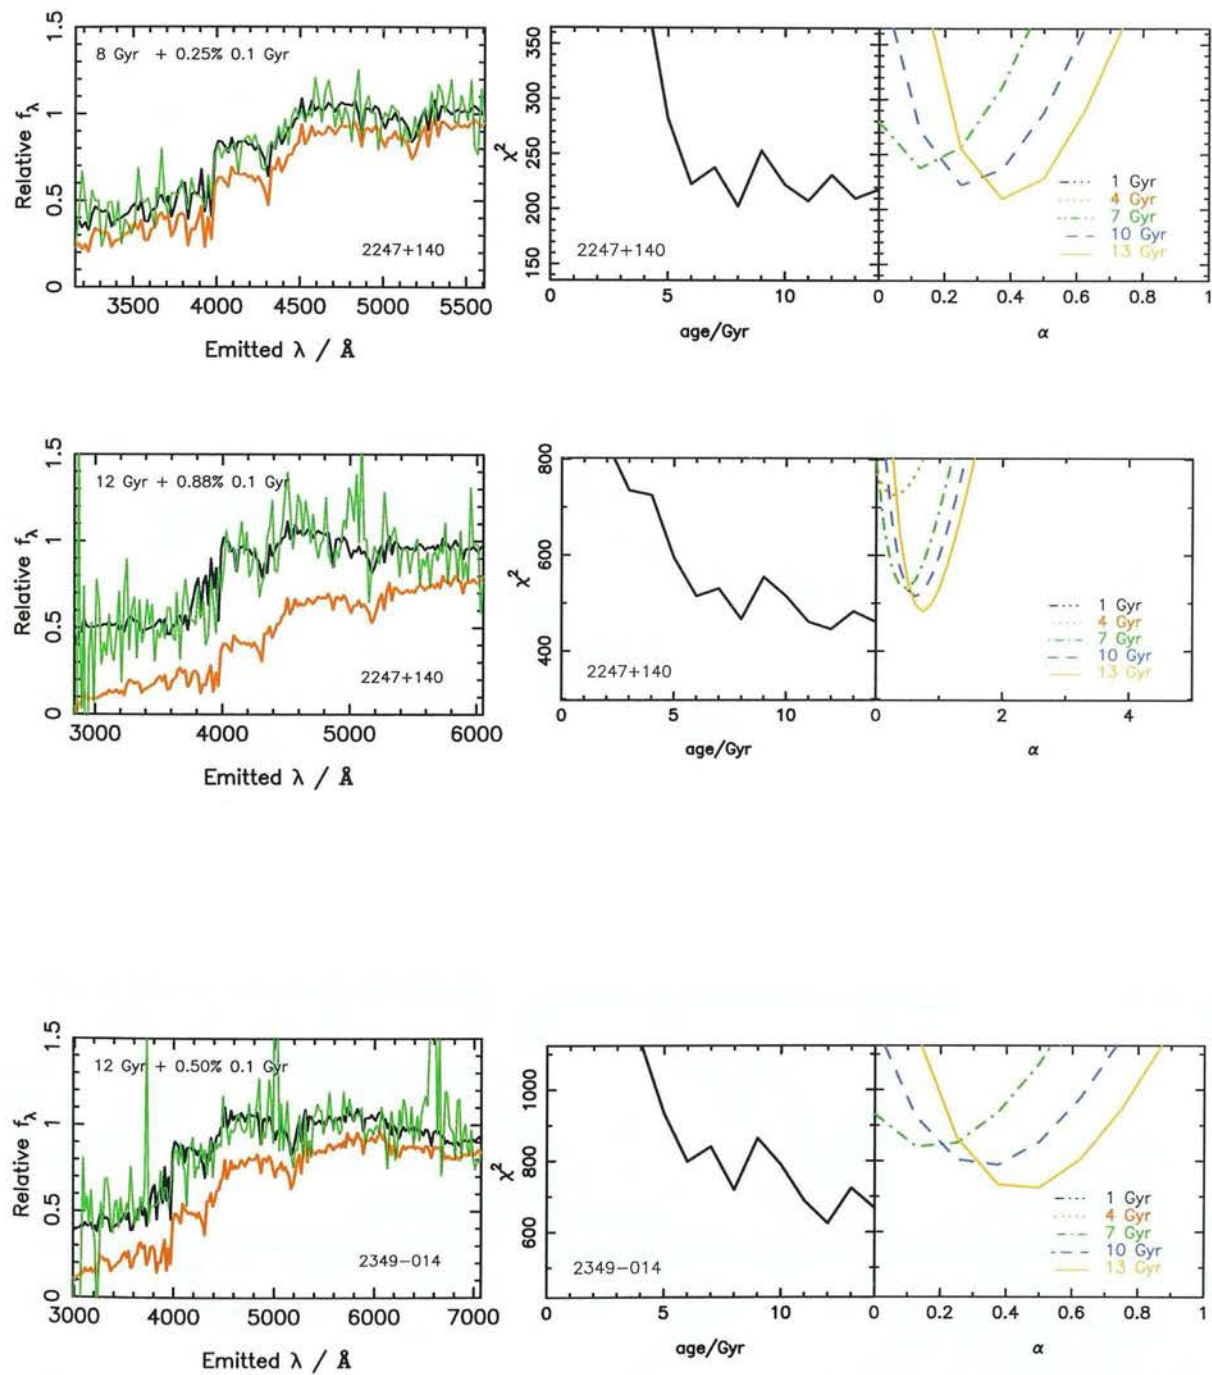 8 Gyr + 0.25% 0.1 Gyr
2247+140
Relative fλ
0 0.5 1 1.5
3500 4000 4500 5000 5500
Emitted λ / Å
χ²
150 200 250 300 350
2247+140
0 5 10
age/Gyr
1 Gyr
4 Gyr
7 Gyr
10 Gyr
13 Gyr
0 0.2 0.4 0.6 0.8 1
α
12 Gyr + 0.88% 0.1 Gyr
2247+140
Relative fλ
0 0.5 1 1.5
3000 4000 5000 6000
Emitted λ / Å
χ²
400 600 800
2247+140
0 5 10
age/Gyr
1 Gyr
4 Gyr
7 Gyr
10 Gyr
13 Gyr
0 2 4
α
12 Gyr + 0.50% 0.1 Gyr
2349−014
Relative fλ
0 0.5 1 1.5
3000 4000 5000 6000 7000
Emitted λ / Å
χ²
600 800 1000
2349−014
0 5 10
age/Gyr
1 Gyr
4 Gyr
7 Gyr
10 Gyr
13 Gyr
0 0.2 0.4 0.6 0.8 1
α